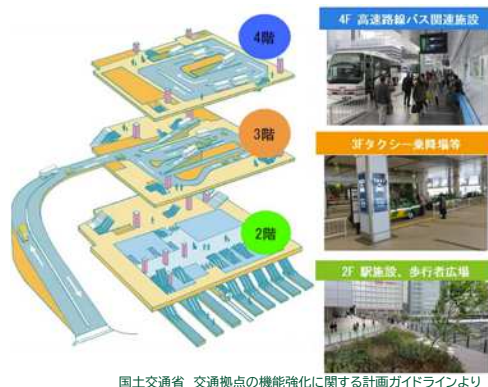 4階
3階
2階
4F 高速路線バス関連施設
3Fタクシー乗降場等
2F 駅施設、歩行者広場
国土交通省 交通拠点の機能強化に関する計画ガイドラインより